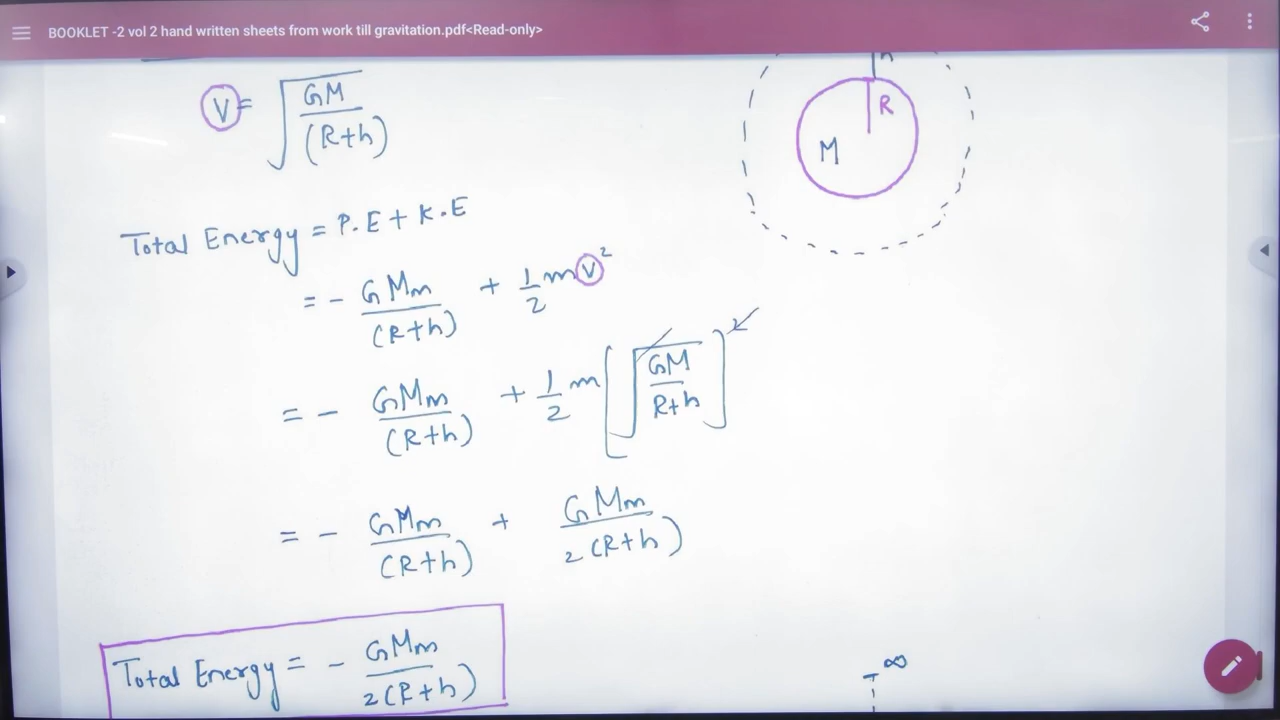 BOOKLET -2 vol 2 hand written sheets from work till gravitation.pdf<Read-only>
V = √(GM/(R+h))
h
R
M
Total Energy = P.E + K.E
= - GMm/(R+h) + 1/2 mv²
= - GMm/(R+h) + 1/2 m[√(GM/R+h)]²
= - GMm/(R+h) + GMm/2(R+h)
Total Energy = - GMm/2(R+h)
∞